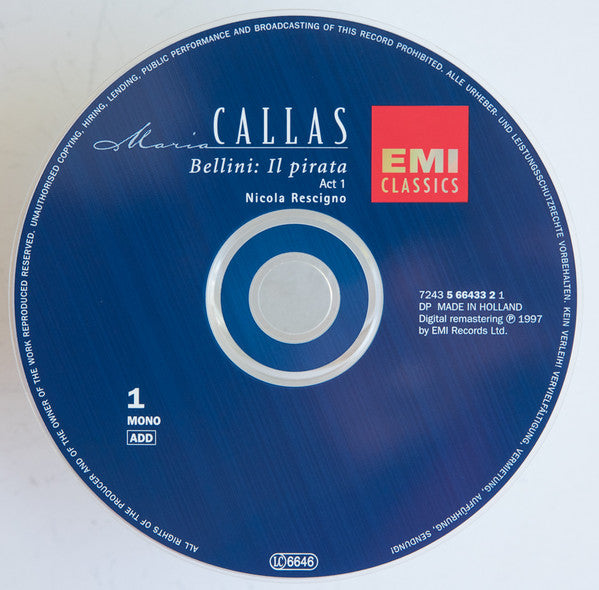 Maria CALLAS
Bellini: Il pirata
Act 1
Nicola Rescigno
EMI
CLASSICS
7243 5 66433 2 1
DP MADE IN HOLLAND
Digital remastering ℗ 1997
by EMI Records Ltd.
1
MONO
ADD
LC 6646
ALL RIGHTS OF THE PRODUCER AND OF THE OWNER OF THE WORK REPRODUCED RESERVED. UNAUTHORISED COPYING, HIRING, LENDING, PUBLIC PERFORMANCE AND BROADCASTING OF THIS RECORD PROHIBITED. ALLE URHEBER- UND LEISTUNGSSCHUTZRECHTE VORBEHALTEN. KEIN VERLEIH! VERVIELFÄLTIGUNG, VERMIETUNG, AUFFÜHRUNG, SENDUNG!